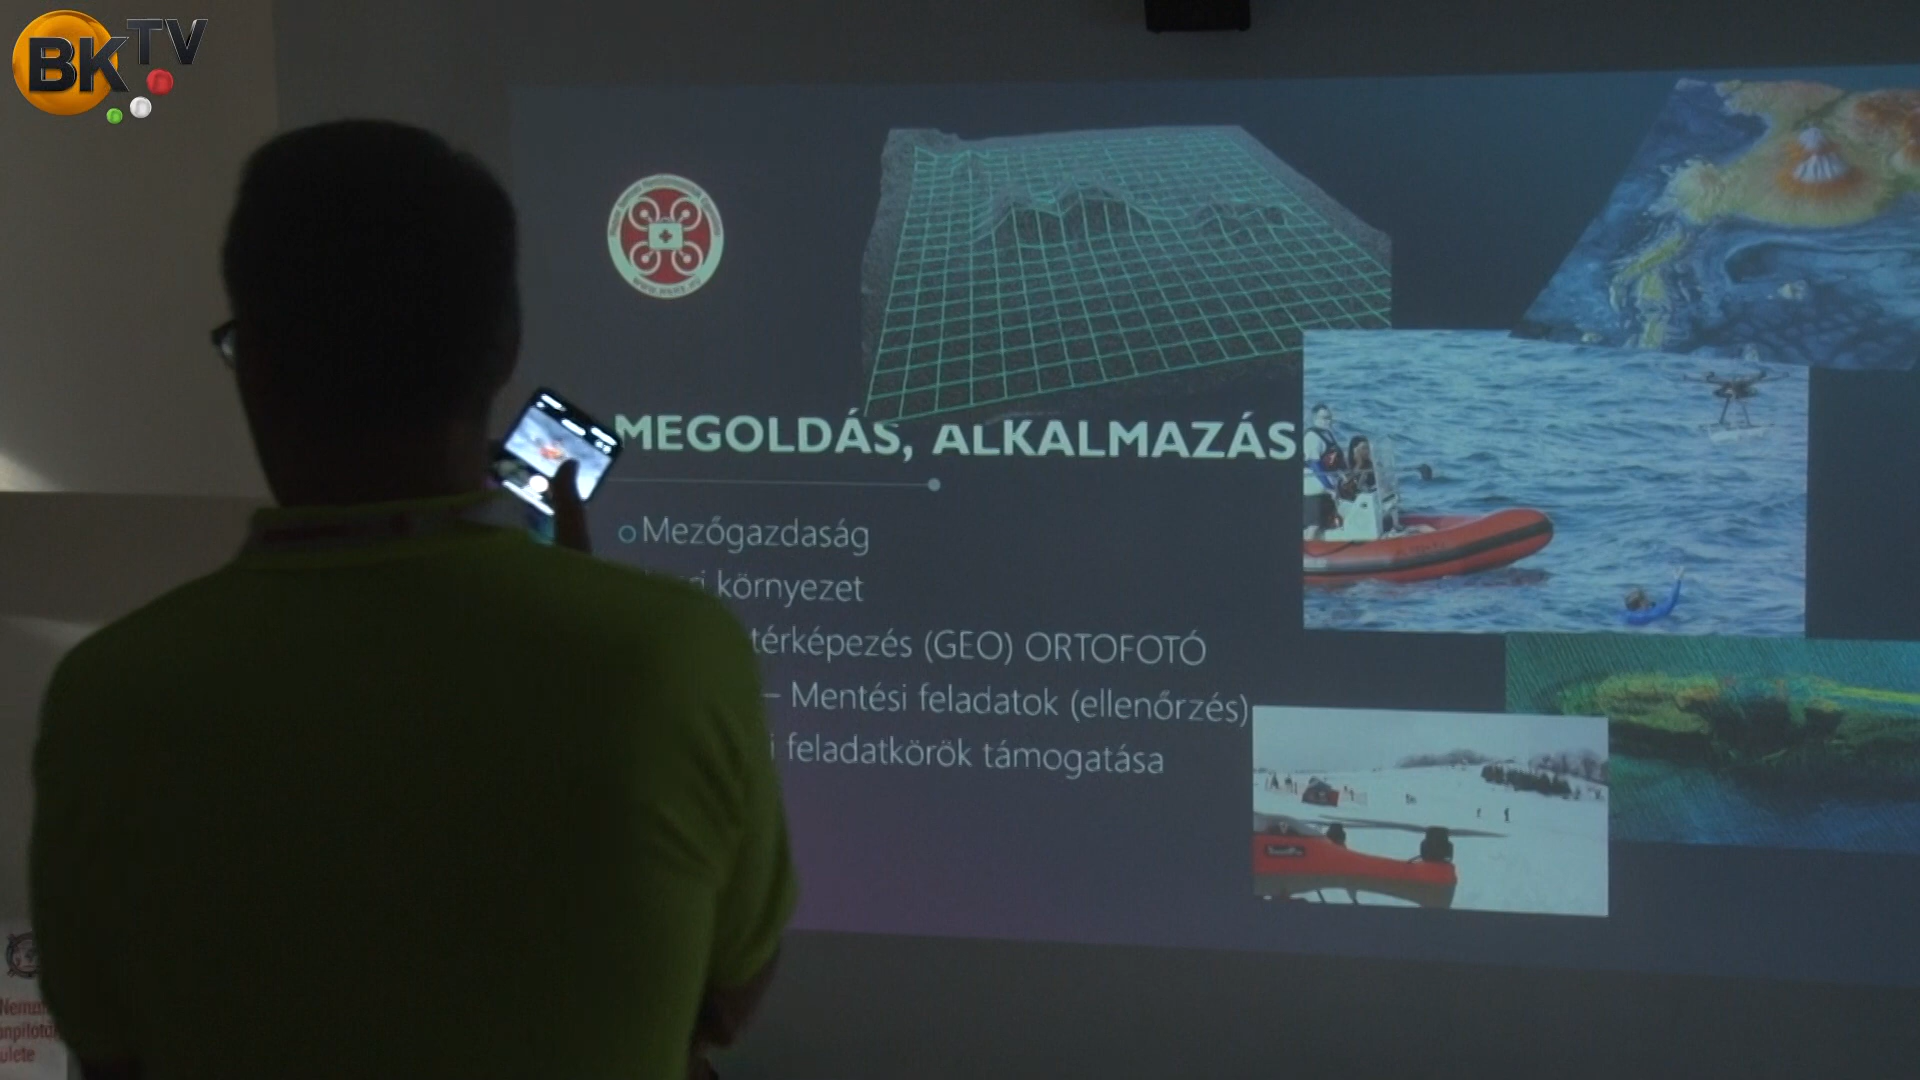 BKTV
MEGOLDÁS, ALKALMAZÁS
Mezőgazdaság
környezet
térképezés (GEO) ORTOFOTÓ
– Mentési feladatok (ellenőrzés)
feladatkörök támogatása